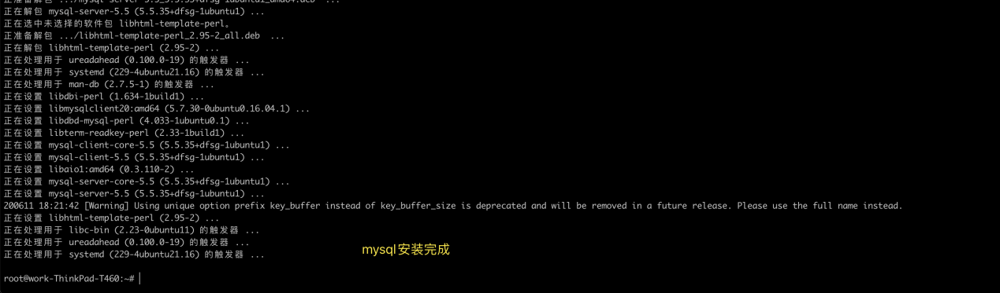 正准备解包 .../mysql-server-5.5_5.5.35+dfsg-1ubuntu1_amd64.deb  ...
正在解包 mysql-server-5.5 (5.5.35+dfsg-1ubuntu1) ...
正在选中未选择的软件包 libhtml-template-perl。
正准备解包 .../libhtml-template-perl_2.95-2_all.deb  ...
正在解包 libhtml-template-perl (2.95-2) ...
正在处理用于 ureadahead (0.100.0-19) 的触发器 ...
正在处理用于 systemd (229-4ubuntu21.16) 的触发器 ...
正在处理用于 man-db (2.7.5-1) 的触发器 ...
正在设置 libdbi-perl (1.634-1build1) ...
正在设置 libmysqlclient20:amd64 (5.7.30-0ubuntu0.16.04.1) ...
正在设置 libdbd-mysql-perl (4.033-1ubuntu0.1) ...
正在设置 libterm-readkey-perl (2.33-1build1) ...
正在设置 mysql-client-core-5.5 (5.5.35+dfsg-1ubuntu1) ...
正在设置 mysql-client-5.5 (5.5.35+dfsg-1ubuntu1) ...
正在设置 libaio1:amd64 (0.3.110-2) ...
正在设置 mysql-server-core-5.5 (5.5.35+dfsg-1ubuntu1) ...
正在设置 mysql-server-5.5 (5.5.35+dfsg-1ubuntu1) ...
200611 18:21:42 [Warning] Using unique option prefix key_buffer instead of key_buffer_size is deprecated and will be removed in a future release. Please use the full name instead.
正在设置 libhtml-template-perl (2.95-2) ...
正在处理用于 libc-bin (2.23-0ubuntu11) 的触发器 ...
正在处理用于 ureadahead (0.100.0-19) 的触发器 ...
正在处理用于 systemd (229-4ubuntu21.16) 的触发器 ...
mysql安装完成
root@work-ThinkPad-T460:~#